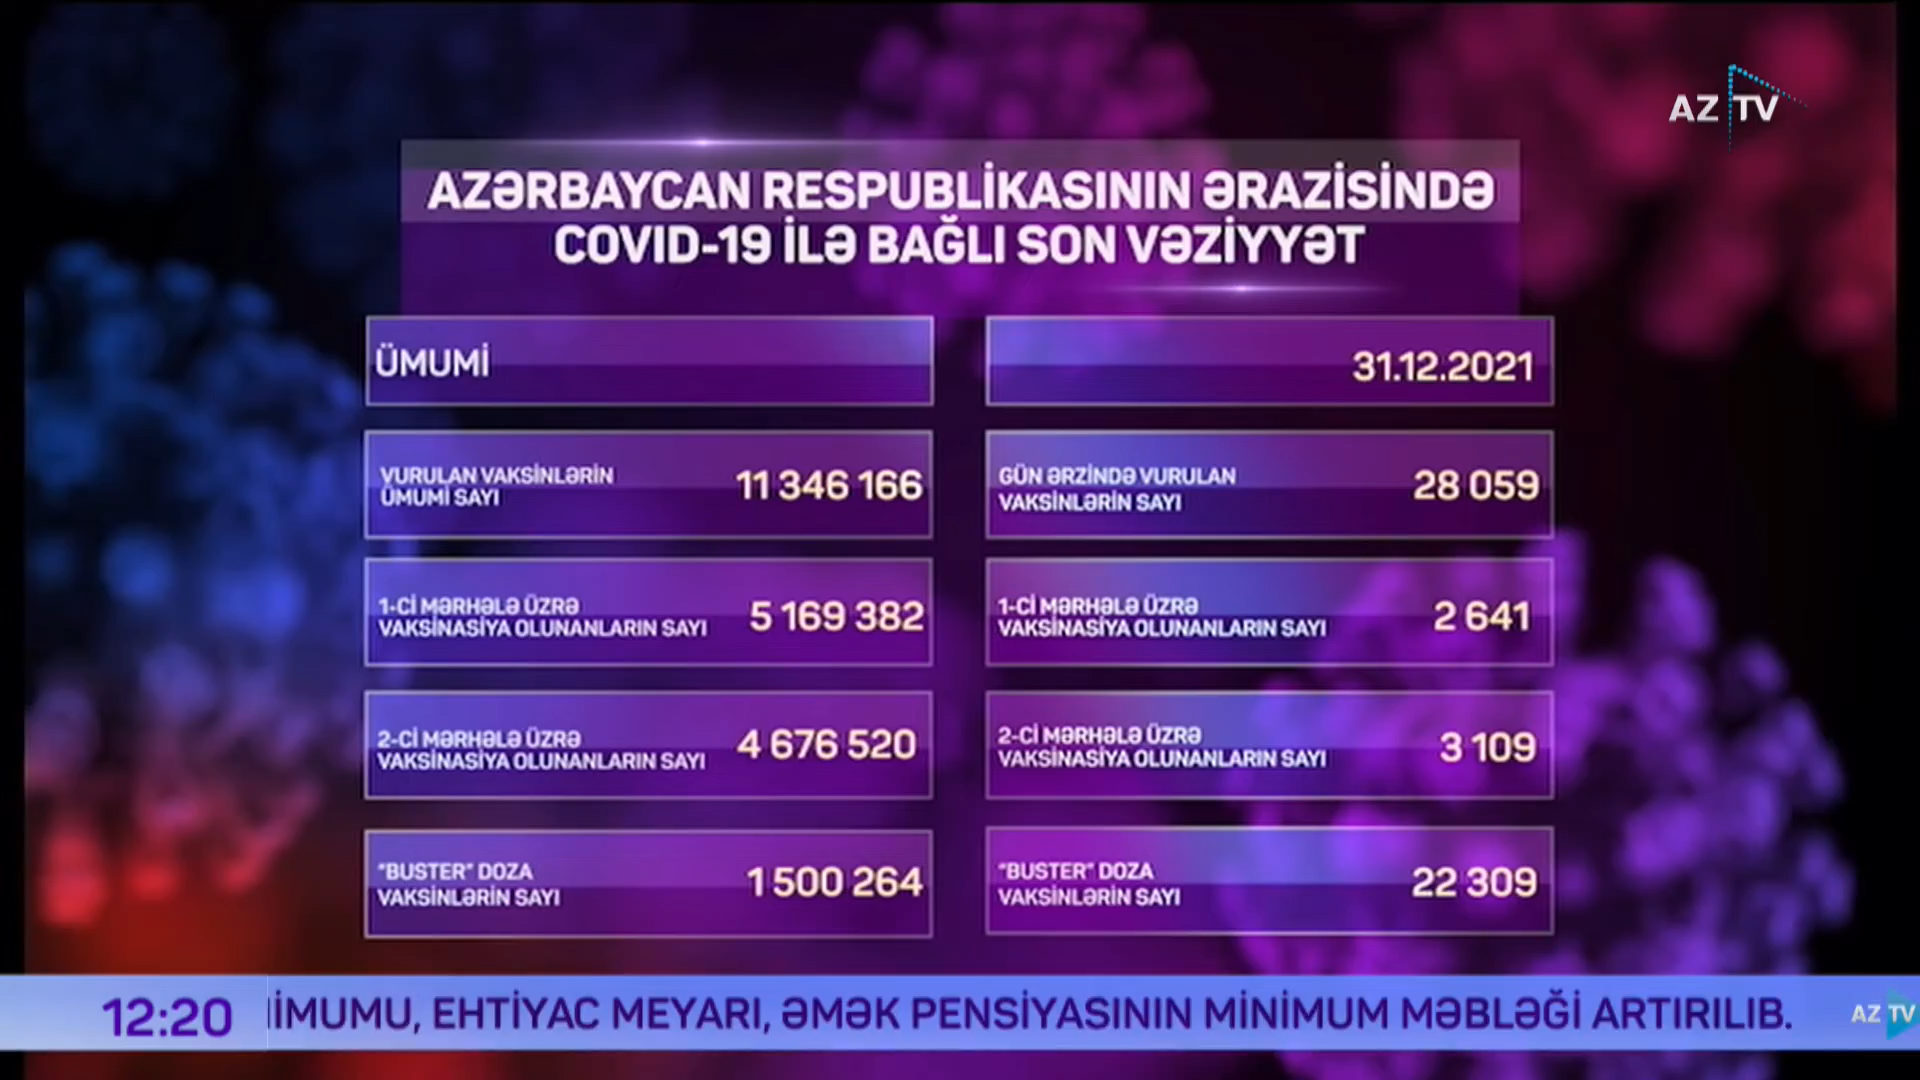 AZ TV
AZƏRBAYCAN RESPUBLİKASININ ƏRAZİSİNDƏ
COVID-19 İLƏ BAĞLI SON VƏZİYYƏT
ÜMUMİ
31.12.2021
VURULAN VAKSİNLƏRİN
ÜMUMİ SAYI
11 346 166
GÜN ƏRZİNDƏ VURULAN
VAKSİNLƏRİN SAYI
28 059
1-Cİ MƏRHƏLƏ ÜZRƏ
VAKSİNASİYA OLUNANLARIN SAYI
5 169 382
1-Cİ MƏRHƏLƏ ÜZRƏ
VAKSİNASİYA OLUNANLARIN SAYI
2 641
2-Cİ MƏRHƏLƏ ÜZRƏ
VAKSİNASİYA OLUNANLARIN SAYI
4 676 520
2-Cİ MƏRHƏLƏ ÜZRƏ
VAKSİNASİYA OLUNANLARIN SAYI
3 109
"BUSTER" DOZA
VAKSİNLƏRİN SAYI
1 500 264
"BUSTER" DOZA
VAKSİNLƏRİN SAYI
22 309
12:20
İMUMU, EHTİYAC MEYARI, ƏMƏK PENSİYASININ MİNİMUM MƏBLƏĞİ ARTIRILIB.
AZ TV